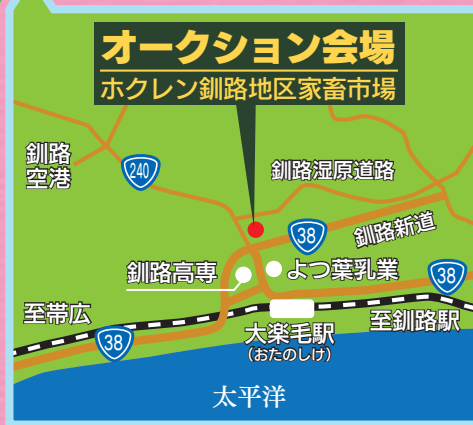 オークション会場
ホクレン釧路地区家畜市場
釧路
空港
240
釧路湿原道路
38
釧路新道
釧路高専
よつ葉乳業
38
至帯広
大楽毛駅
(おたのしけ)
至釧路駅
38
太平洋